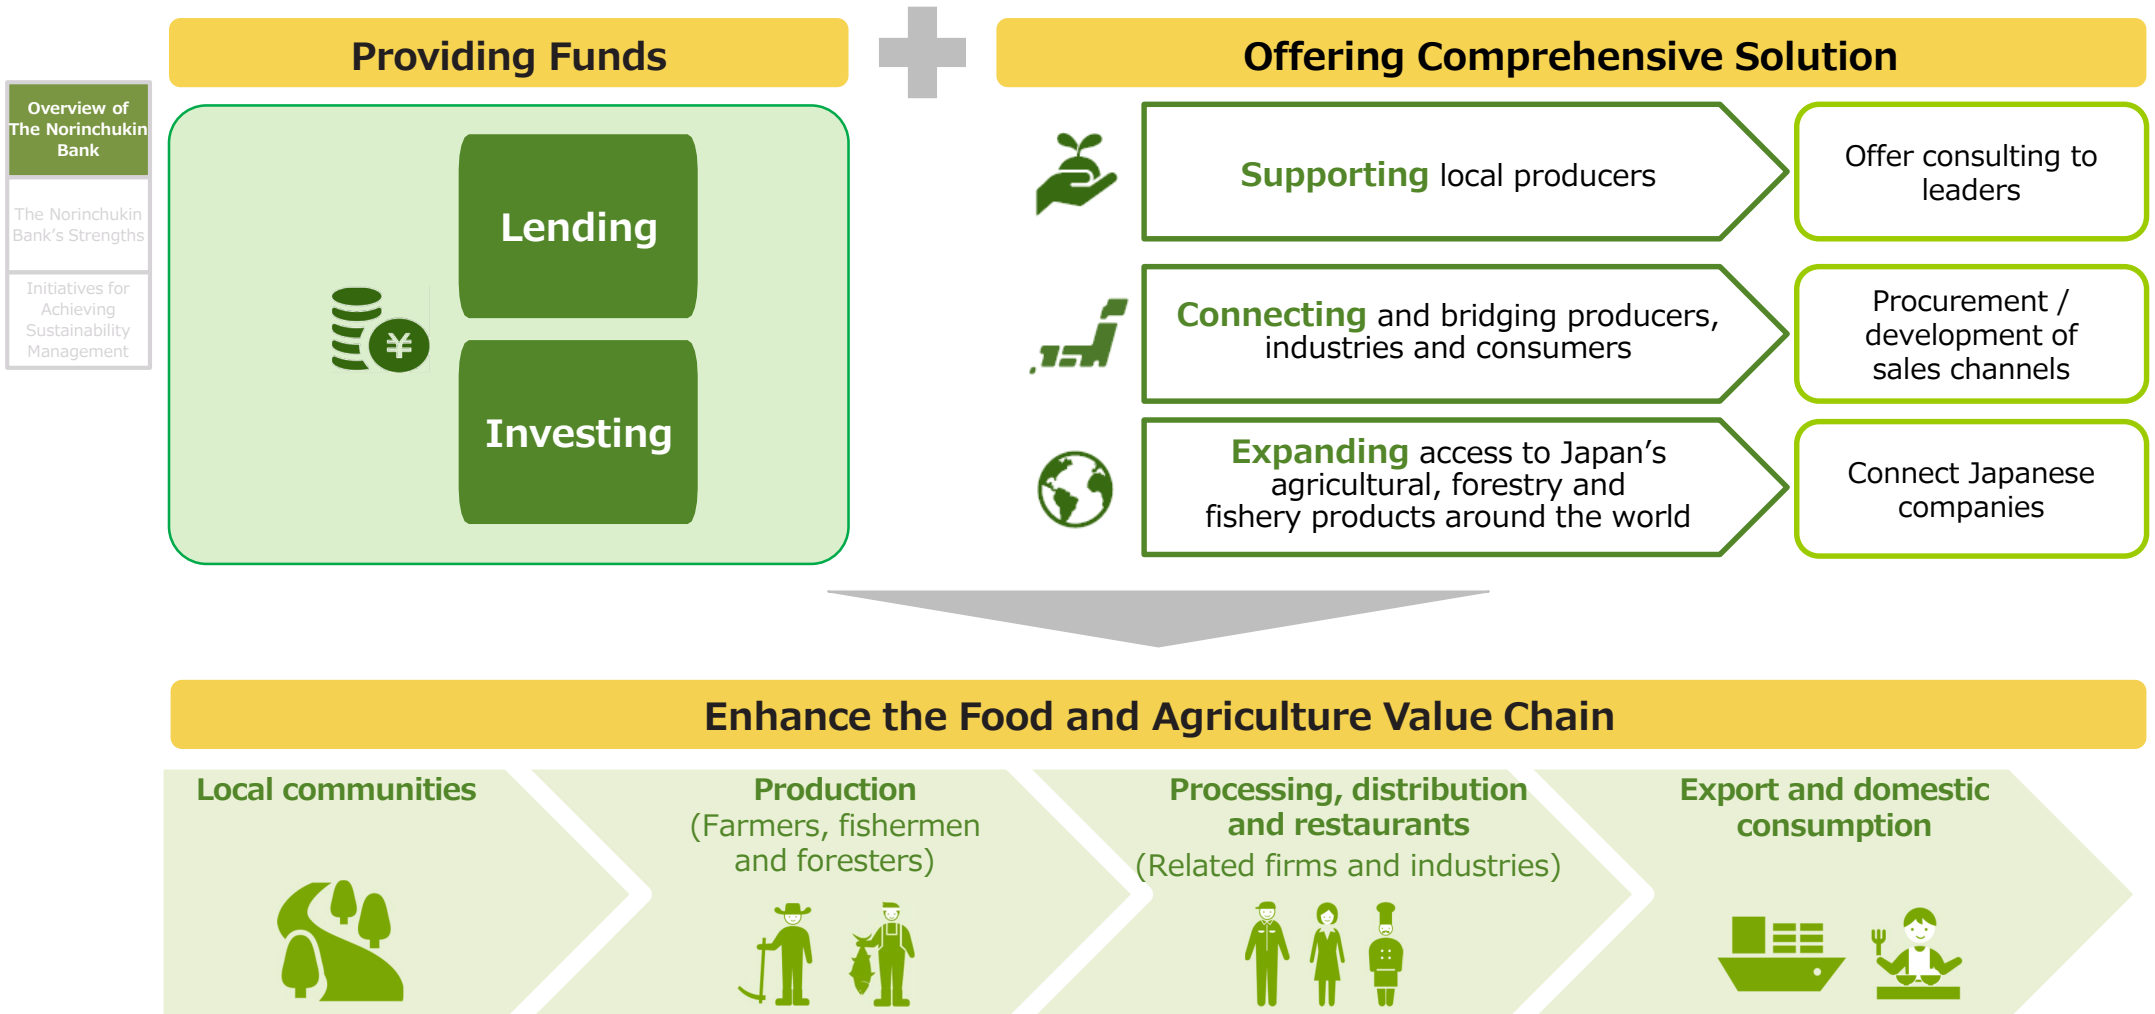 Providing Funds
Offering Comprehensive Solution
Overview of
The Norinchukin
Bank
The Norinchukin
Bank’s Strengths
Initiatives for
Achieving
Sustainability
Management
Lending
¥
Investing
Supporting local producers
Offer consulting to
leaders
Connecting and bridging producers,
industries and consumers
Procurement /
development of
sales channels
Expanding access to Japan’s
agricultural, forestry and
fishery products around the world
Connect Japanese
companies
Enhance the Food and Agriculture Value Chain
Local communities
Production
(Farmers, fishermen
and foresters)
Processing, distribution
and restaurants
(Related firms and industries)
Export and domestic
consumption